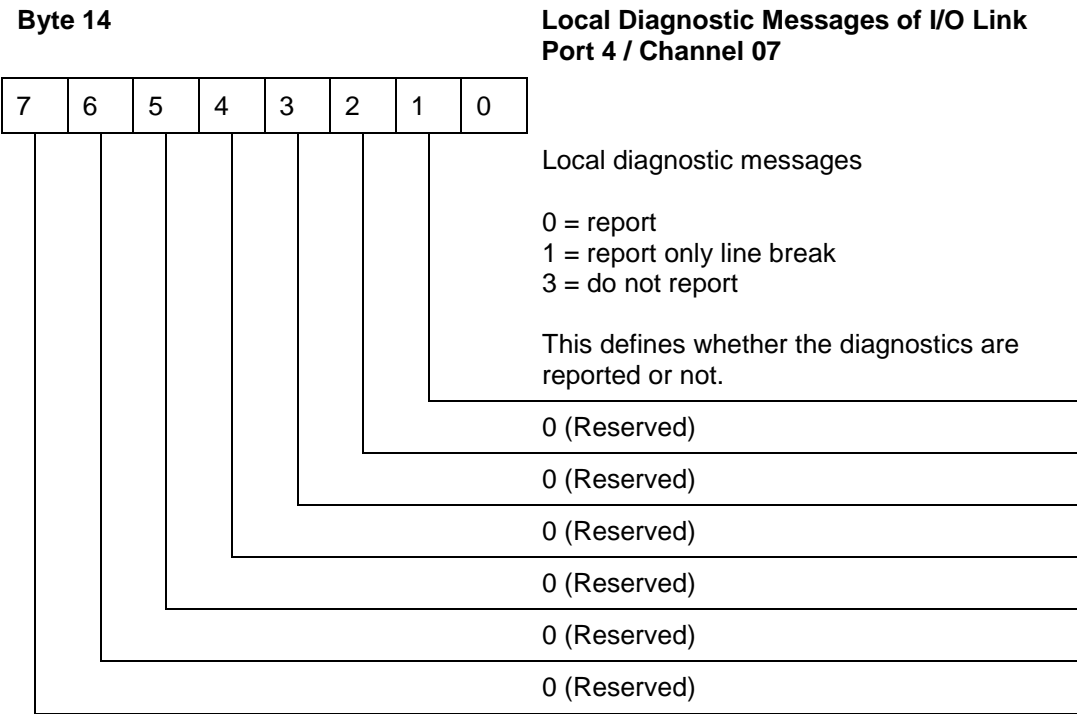 Byte 14
Local Diagnostic Messages of I/O Link
Port 4 / Channel 07
7 6 5 4 3 2 1 0
Local diagnostic messages
0 = report
1 = report only line break
3 = do not report
This defines whether the diagnostics are
reported or not.
0 (Reserved)
0 (Reserved)
0 (Reserved)
0 (Reserved)
0 (Reserved)
0 (Reserved)